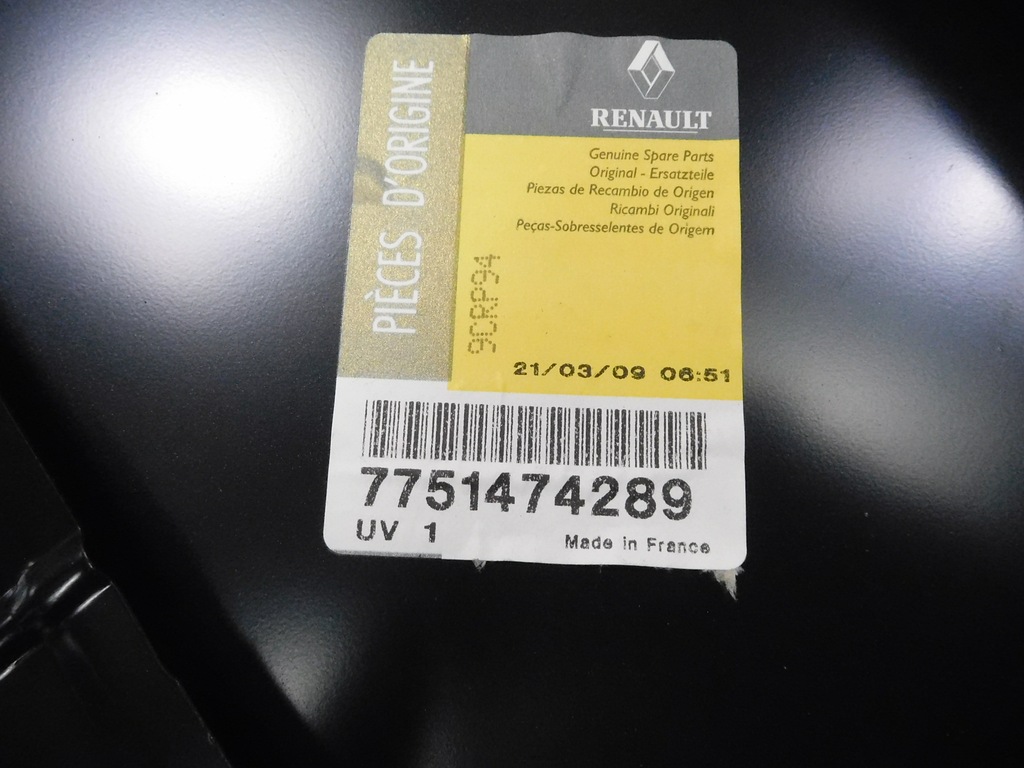 PIÈCES D'ORIGINE
RENAULT
Genuine Spare Parts
Original - Ersatzteile
Piezas de Recambio de Origen
Ricambi Originali
Peças-Sobresselentes de Origem
9CRP94
21/03/09 06:51
7751474289
UV 1
Made in France